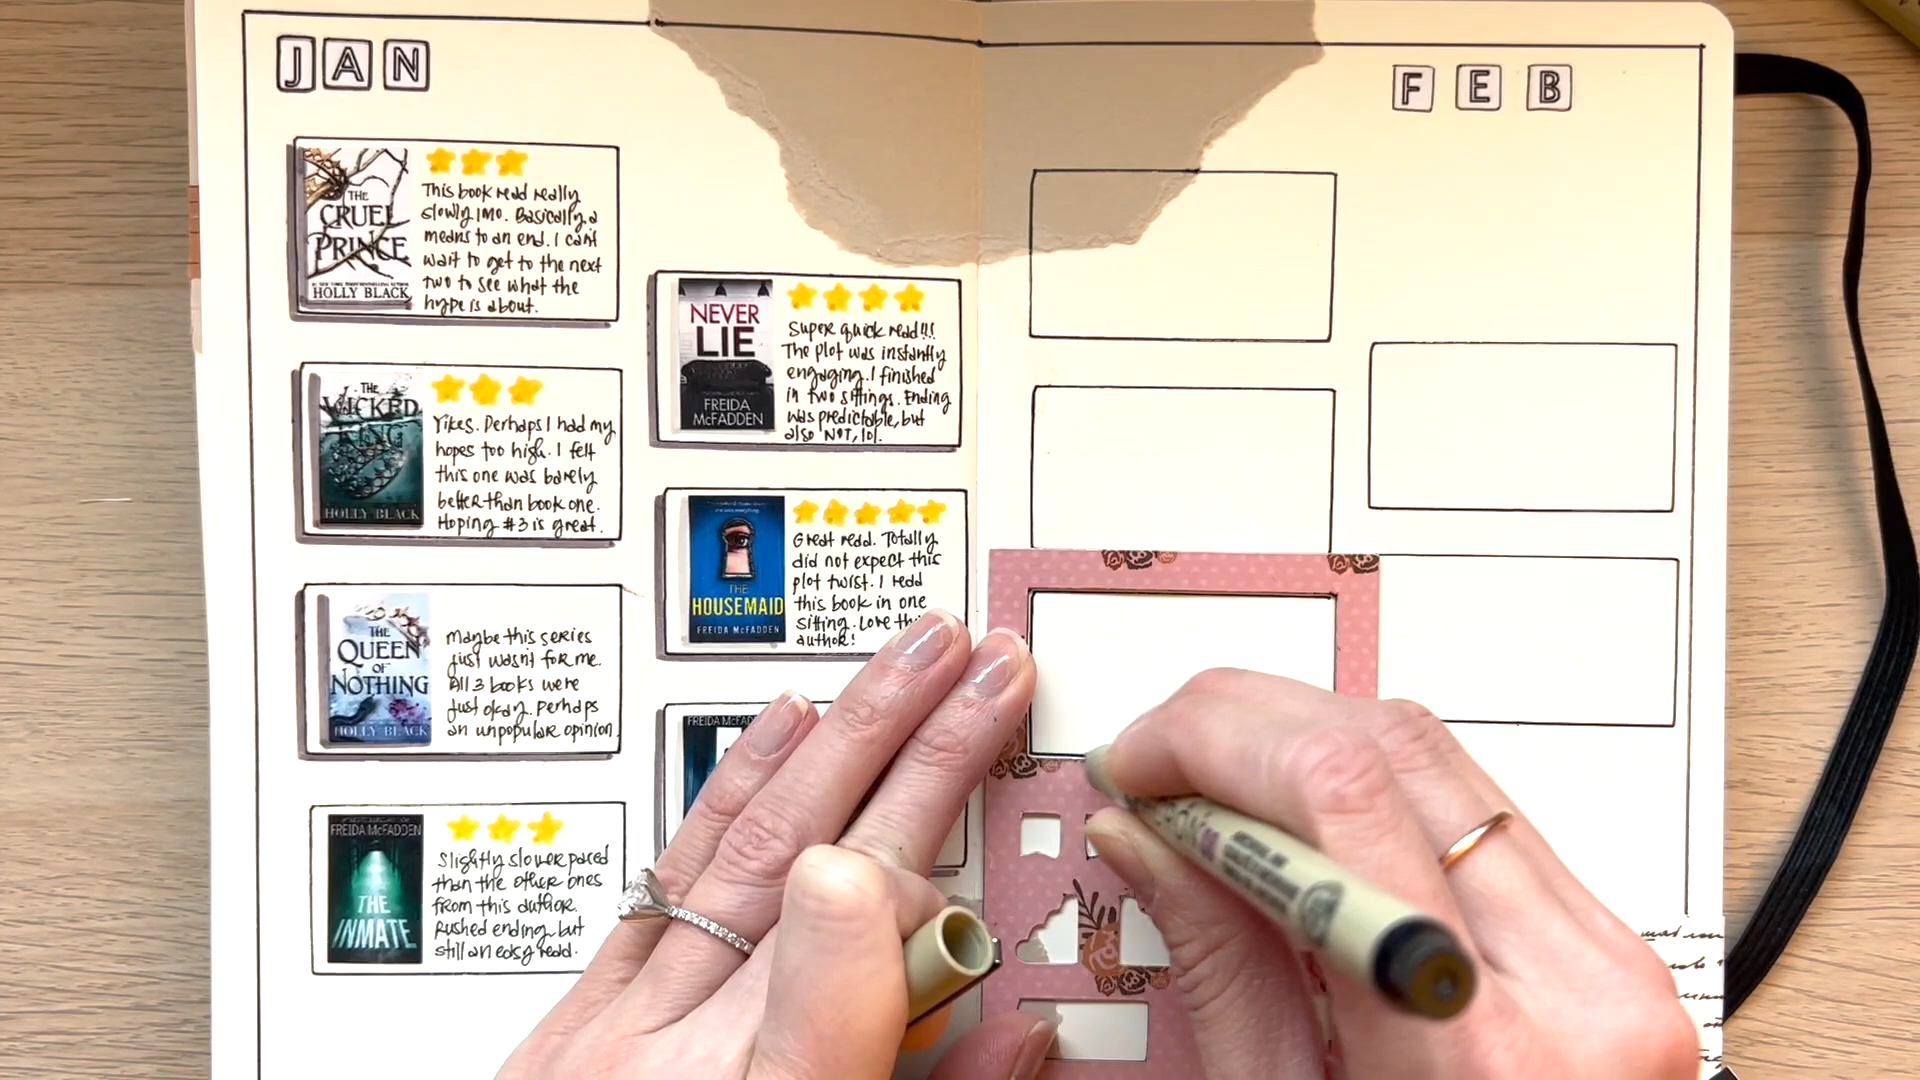 JAN
FEB
THE
CRUEL
PRINCE
HOLLY BLACK
This book read really
slowly IMO. Basically a
means to an end. I can't
wait to get to the next
two to see what the
hype is about.
THE
WICKED
KING
HOLLY BLACK
Yikes. Perhaps I had my
hopes too high. I felt
this one was barely
better than book one.
Hoping #3 is great.
THE
QUEEN
OF
NOTHING
HOLLY BLACK
Maybe this series
just wasn't for me.
All 3 books were
just okay. Perhaps
an unpopular opinion.
FREIDA McFADDEN
THE
INMATE
Slightly slower paced
than the other ones
from this author.
Rushed ending but
still an easy read.
NEVER
LIE
FREIDA
McFADDEN
Super quick read!!!
The plot was instantly
engaging. I finished
in two sittings. Ending
was predictable, but
also NOT, lol.
THE
HOUSEMAID
FREIDA McFADDEN
Great read. Totally
did not expect this
plot twist. I read
this book in one
sitting. Love this
author!
FREIDA McFAD